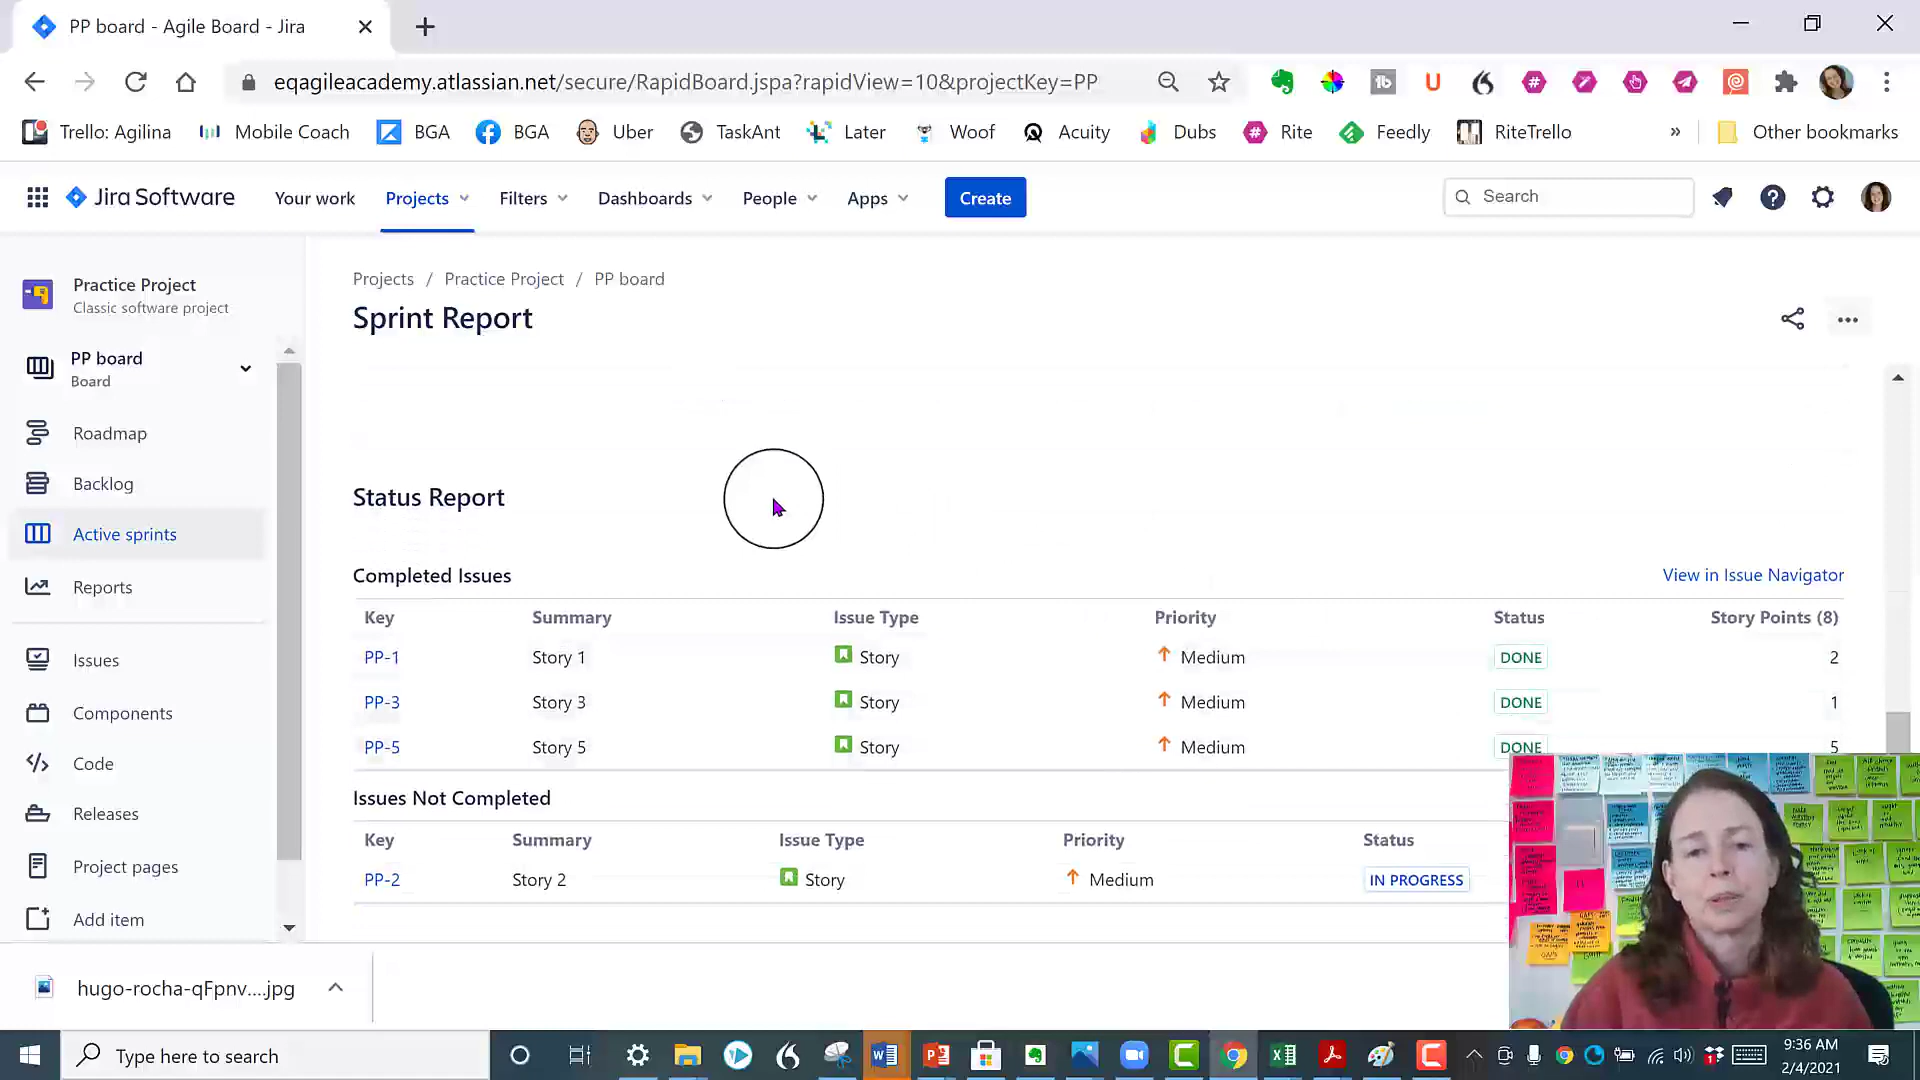 PP board - Agile Board - Jira
eqagileacademy.atlassian.net/secure/RapidBoard.jspa?rapidView=10&projectKey=PP
Trello: Agilina Mobile Coach BGA BGA Uber TaskAnt Later Woof Acuity Dubs Rite Feedly RiteTrello » Other bookmarks
Jira Software Your work Projects Filters Dashboards People Apps Create Search
Practice Project
Classic software project
PP board
Board
Roadmap
Backlog
Active sprints
Reports
Issues
Components
Code
Releases
Project pages
Add item
Projects / Practice Project / PP board
Sprint Report
Status Report
Completed Issues View in Issue Navigator
Key Summary Issue Type Priority Status Story Points (8)
PP-1 Story 1 Story Medium DONE 2
PP-3 Story 3 Story Medium DONE 1
PP-5 Story 5 Story Medium DONE 5
Issues Not Completed
Key Summary Issue Type Priority Status
PP-2 Story 2 Story Medium IN PROGRESS
hugo-rocha-qFpnv....jpg
Type here to search
9:36 AM
2/4/2021